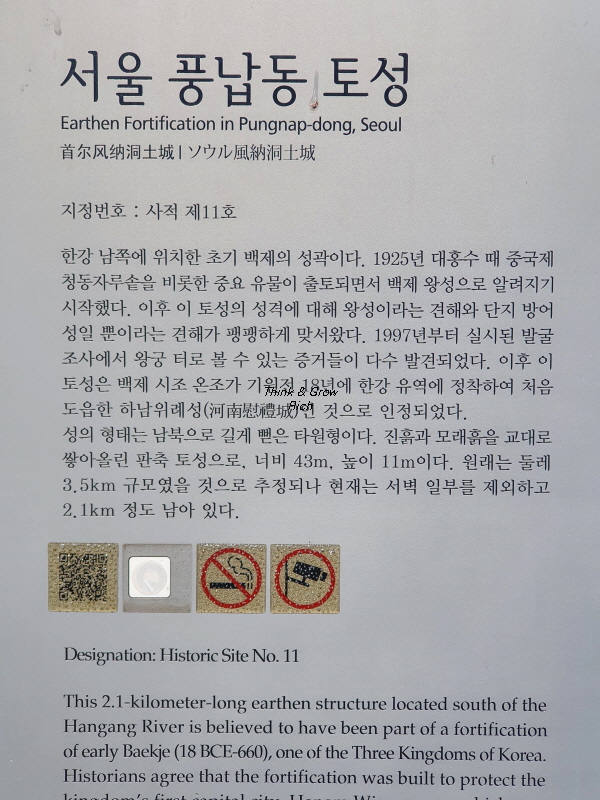 서울 풍납동 토성
Earthen Fortification in Pungnap-dong, Seoul
首尔风纳洞土城 | ソウル風納洞土城
지정번호 : 사적 제11호
한강 남쪽에 위치한 초기 백제의 성곽이다. 1925년 대홍수 때 중국제
청동자루솥을 비롯한 중요 유물이 출토되면서 백제 왕성으로 알려지기
시작했다. 이후 이 토성의 성격에 대해 왕성이라는 견해와 단지 방어
성일 뿐이라는 견해가 팽팽하게 맞서왔다. 1997년부터 실시된 발굴
조사에서 왕궁 터로 볼 수 있는 증거들이 다수 발견되었다. 이후 이
토성은 백제 시조 온조가 기원전 18년에 한강 유역에 정착하여 처음
Think & Grow
도읍한 하남위례성(河南慰禮城)인 것으로 인정되었다.
Rich
성의 형태는 남북으로 길게 뻗은 타원형이다. 진흙과 모래흙을 교대로
쌓아올린 판축 토성으로, 너비 43m, 높이 11m이다. 원래는 둘레
3.5km 규모였을 것으로 추정되나 현재는 서벽 일부를 제외하고
2.1km 정도 남아 있다.
Designation: Historic Site No. 11
This 2.1-kilometer-long earthen structure located south of the
Hangang River is believed to have been part of a fortification
of early Baekje (18 BCE-660), one of the Three Kingdoms of Korea.
Historians agree that the fortification was built to protect the
kingdom's first capital city,